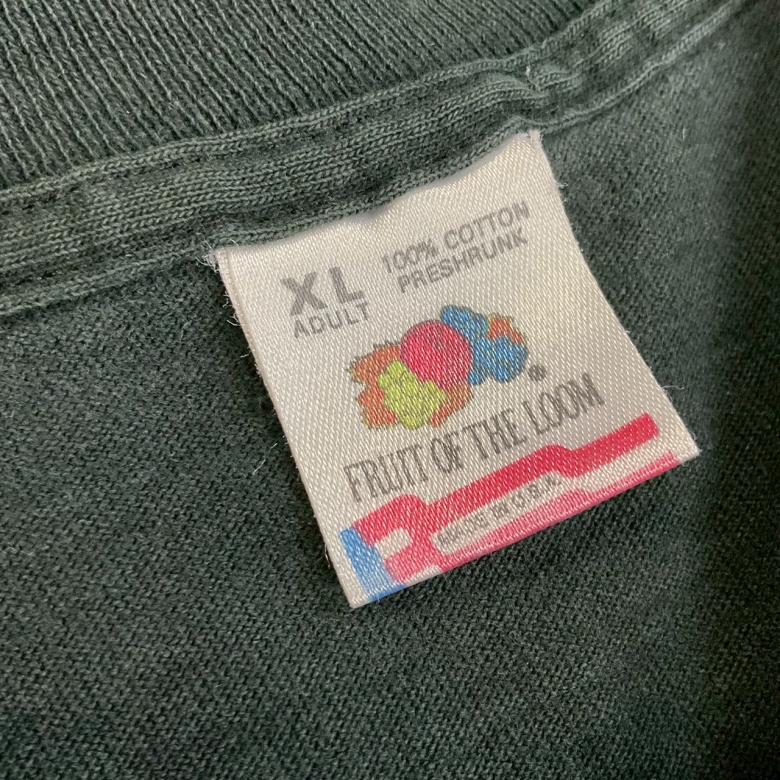 XL
ADULT
100% COTTON
PRESHRUNK
®
FRUIT OF THE LOOM
MADE IN U.S.A.